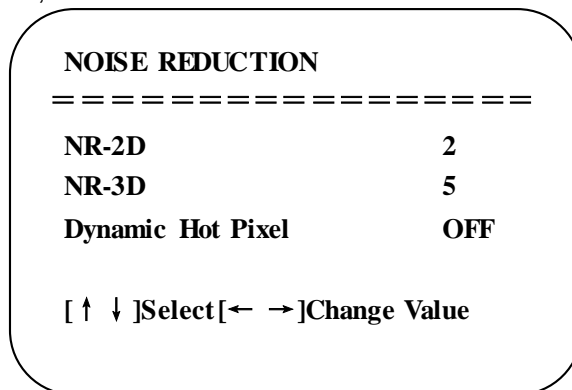 NOISE REDUCTION
=================
NR-2D 2
NR-3D 5
Dynamic Hot Pixel OFF
[↑ ↓]Select[← →]Change Value